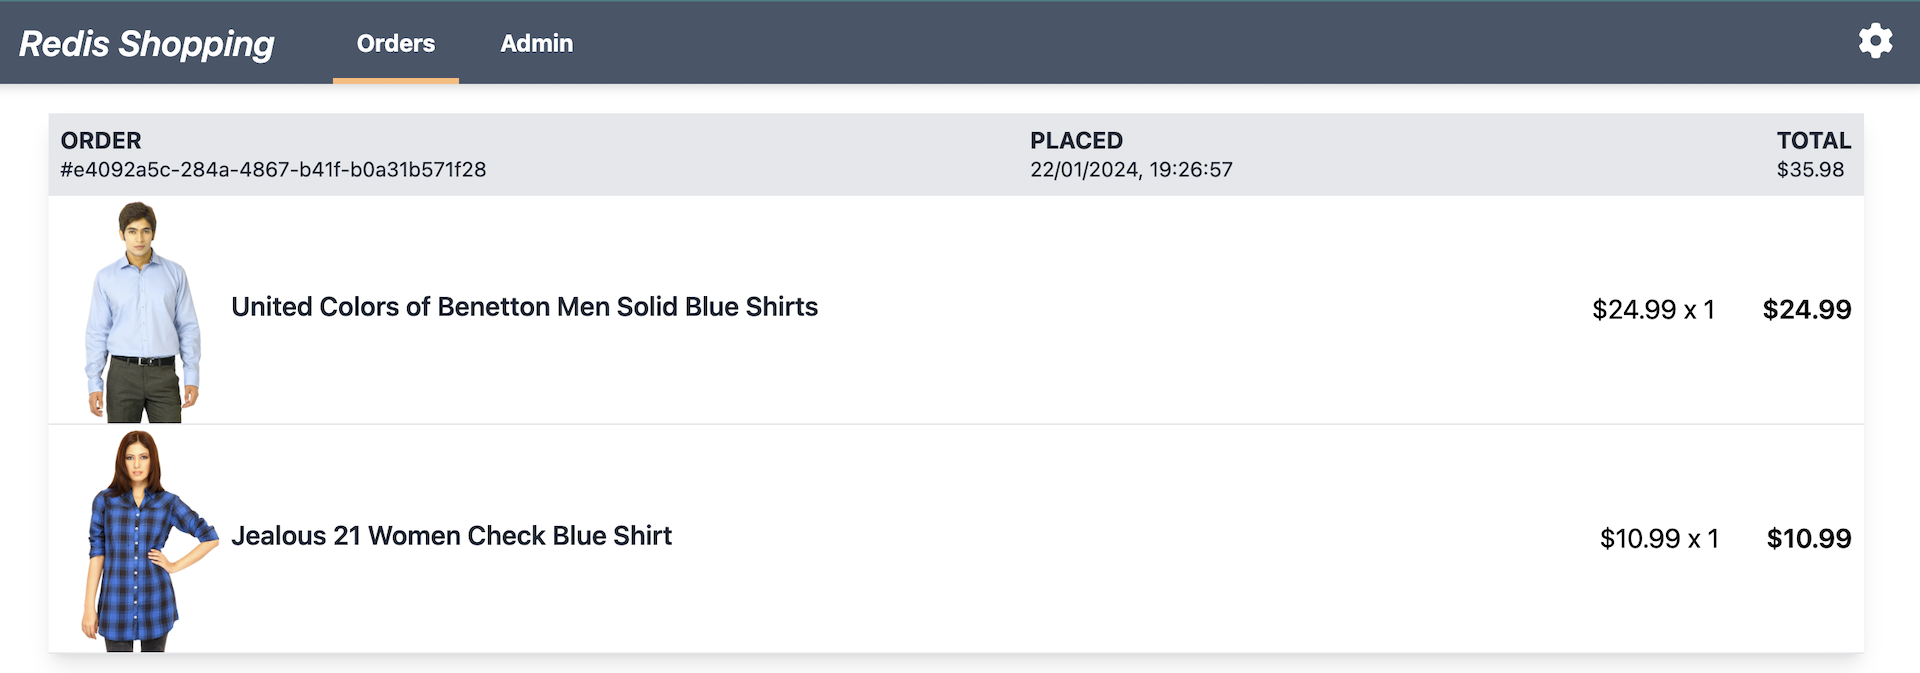 Redis Shopping Orders Admin
ORDER PLACED TOTAL
#e4092a5c-284a-4867-b41f-b0a31b571f28 22/01/2024, 19:26:57 $35.98
United Colors of Benetton Men Solid Blue Shirts $24.99 x 1 $24.99
Jealous 21 Women Check Blue Shirt $10.99 x 1 $10.99